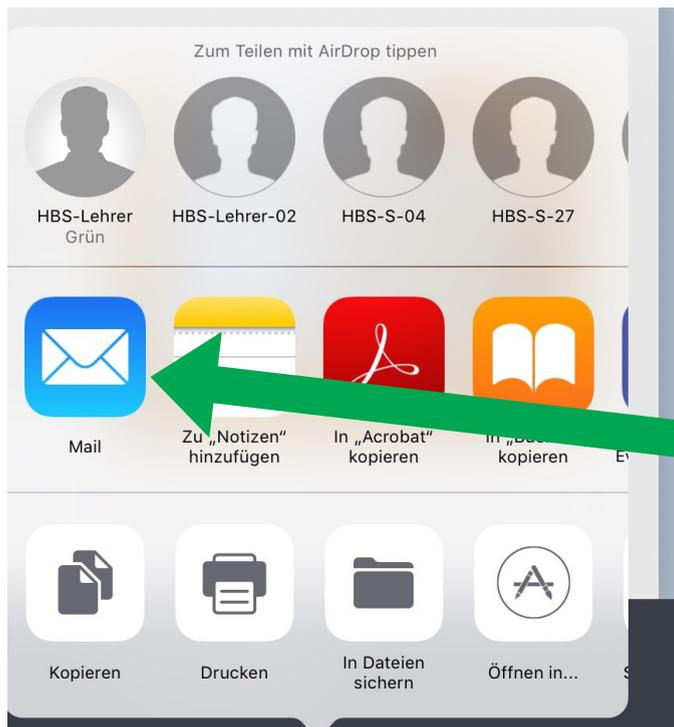 Zum Teilen mit AirDrop tippen
HBS-Lehrer
Grün
HBS-Lehrer-02
HBS-S-04
HBS-S-27
Mail
Zu „Notizen“
hinzufügen
In „Acrobat“
kopieren
In
kopieren
Kopieren
Drucken
In Dateien
sichern
Öffnen in...